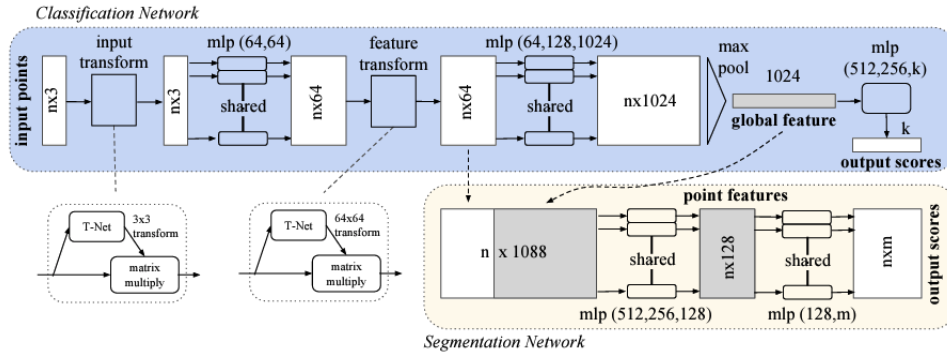 Classification Network
input points
nx3
input
transform
nx3
mlp (64,64)
shared
nx64
feature
transform
nx64
mlp (64,128,1024)
shared
nx1024
max
pool
1024
global feature
mlp
(512,256,k)
k
output scores
T-Net
3x3
transform
matrix
multiply
T-Net
64x64
transform
matrix
multiply
point features
n x 1088
shared
mlp (512,256,128)
nx128
shared
mlp (128,m)
nxm
output scores
Segmentation Network